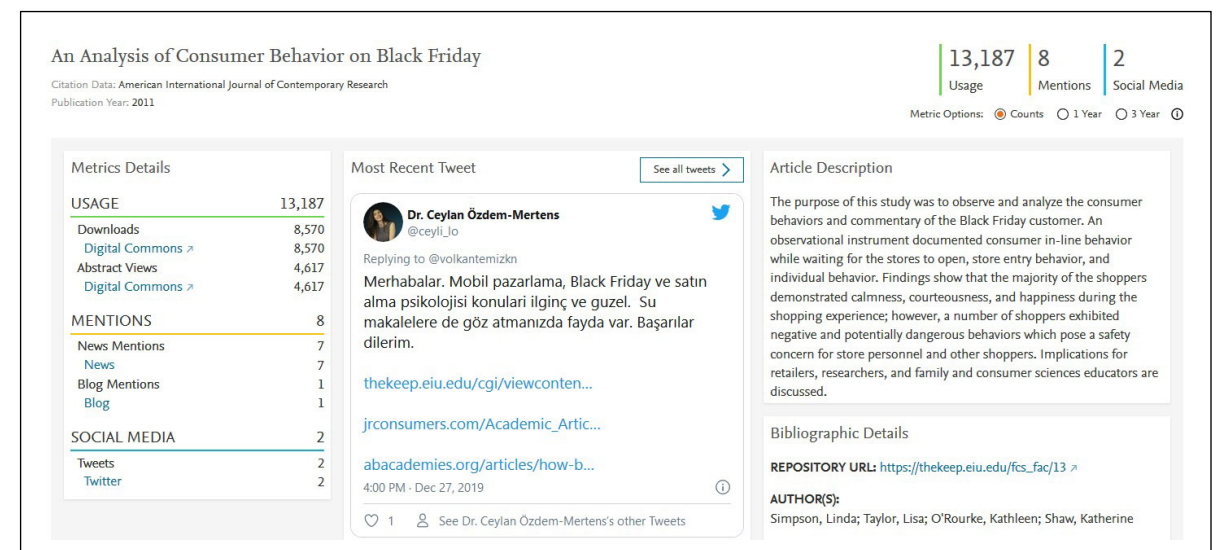 An Analysis of Consumer Behavior on Black Friday
Citation Data: American International Journal of Contemporary Research
Publication Year: 2011
13,187
Usage
8
Mentions
2
Social Media
Metric Options: Counts 1 Year 3 Year
Metrics Details
USAGE 13,187
Downloads 8,570
Digital Commons 8,570
Abstract Views 4,617
Digital Commons 4,617
MENTIONS 8
News Mentions 7
News 7
Blog Mentions 1
Blog 1
SOCIAL MEDIA 2
Tweets 2
Twitter 2
Most Recent Tweet
See all tweets
Dr. Ceylan Özdem-Mertens
@ceyli_lo
Replying to @volkantemizkn
Merhabalar. Mobil pazarlama, Black Friday ve satın
alma psikolojisi konulari ilginç ve guzel. Su
makalelere de göz atmanızda fayda var. Başarılar
dilerim.
thekeep.eiu.edu/cgi/viewconten...
jrconsumers.com/Academic_Artic...
abacademies.org/articles/how-b...
4:00 PM · Dec 27, 2019
1 See Dr. Ceylan Özdem-Mertens's other Tweets
Article Description
The purpose of this study was to observe and analyze the consumer
behaviors and commentary of the Black Friday customer. An
observational instrument documented consumer in-line behavior
while waiting for the stores to open, store entry behavior, and
individual behavior. Findings show that the majority of the shoppers
demonstrated calmness, courteousness, and happiness during the
shopping experience; however, a number of shoppers exhibited
negative and potentially dangerous behaviors which pose a safety
concern for store personnel and other shoppers. Implications for
retailers, researchers, and family and consumer sciences educators are
discussed.
Bibliographic Details
REPOSITORY URL: https://thekeep.eiu.edu/fcs_fac/13
AUTHOR(S):
Simpson, Linda; Taylor, Lisa; O'Rourke, Kathleen; Shaw, Katherine